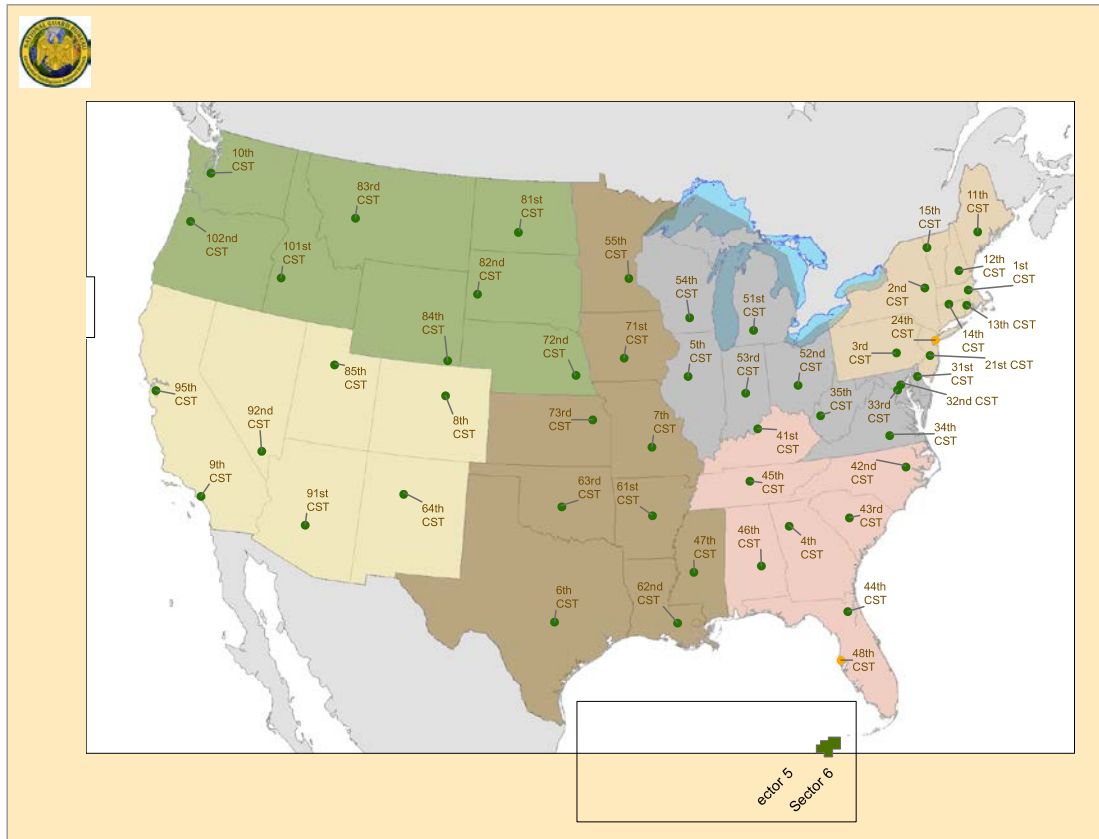 NATIONAL GUARD BUREAU
10th
CST
83rd
CST
81st
CST
102nd
CST
101st
CST
82nd
CST
55th
CST
15th
CST
11th
CST
12th
CST
1st
CST
2nd
CST
13th CST
14th
CST
24th
CST
54th
CST
51st
CST
84th
CST
72nd
CST
71st
CST
5th
CST
53rd
CST
52nd
CST
3rd
CST
21st CST
31st
CST
32nd CST
33rd
CST
35th
CST
34th
CST
85th
CST
95th
CST
92nd
CST
8th
CST
73rd
CST
7th
CST
41st
CST
42nd
CST
9th
CST
91st
CST
64th
CST
63rd
CST
61st
CST
45th
CST
43rd
CST
46th
CST
4th
CST
47th
CST
6th
CST
62nd
CST
44th
CST
48th
CST
ector 5
Sector 6